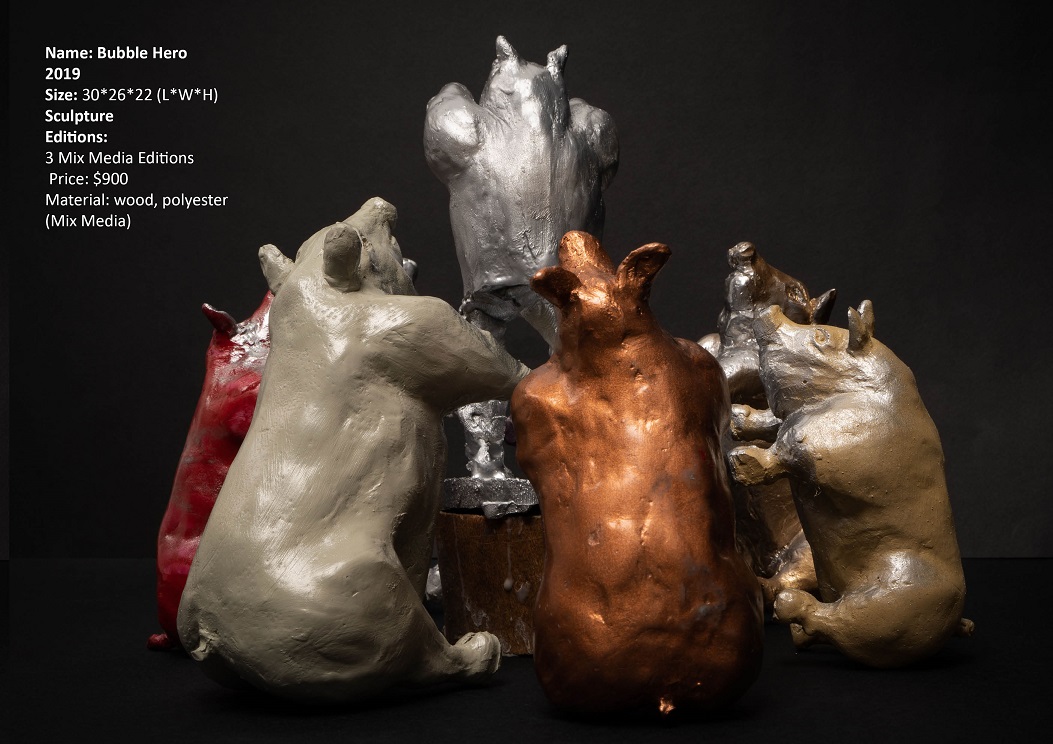 Name: Bubble Hero
2019
Size: 30*26*22 (L*W*H)
Sculpture
Editions:
3 Mix Media Editions
Price: $900
Material: wood, polyester
(Mix Media)